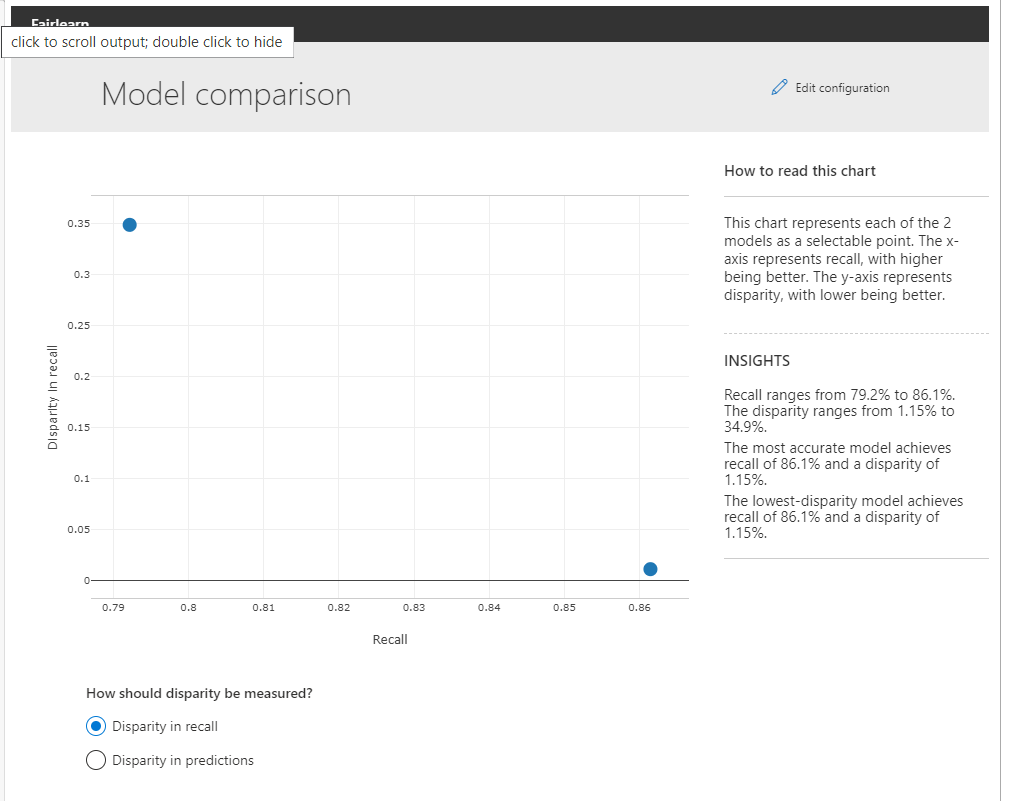 Fairlearn
click to scroll output; double click to hide
Model comparison
Edit configuration
How to read this chart
This chart represents each of the 2
models as a selectable point. The x-
axis represents recall, with higher
being better. The y-axis represents
disparity, with lower being better.
INSIGHTS
Recall ranges from 79.2% to 86.1%.
The disparity ranges from 1.15% to
34.9%.
The most accurate model achieves
recall of 86.1% and a disparity of
1.15%.
The lowest-disparity model achieves
recall of 86.1% and a disparity of
1.15%.
Disparity in recall
0.35
0.3
0.25
0.2
0.15
0.1
0.05
0
0.79 0.8 0.81 0.82 0.83 0.84 0.85 0.86
Recall
How should disparity be measured?
Disparity in recall
Disparity in predictions